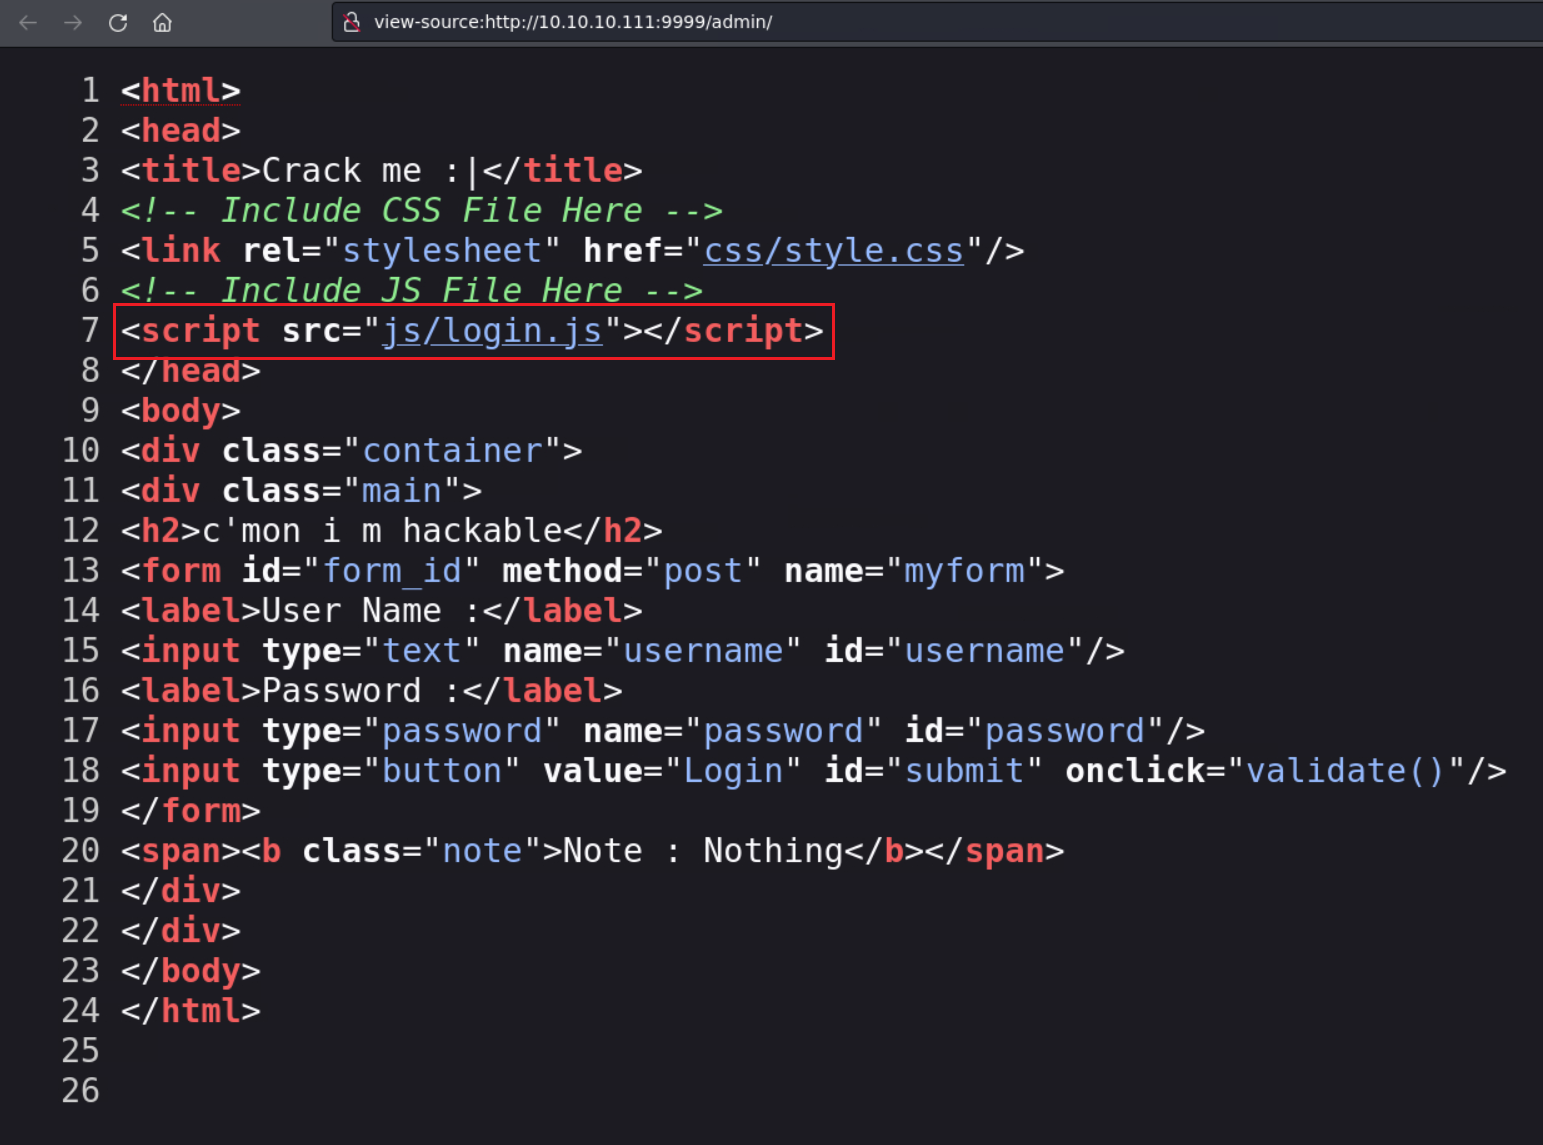 view-source:http://10.10.10.111:9999/admin/
1 <html>
2 <head>
3 <title>Crack me :|</title>
4 <!-- Include CSS File Here -->
5 <link rel="stylesheet" href="css/style.css"/>
6 <!-- Include JS File Here -->
7 <script src="js/login.js"></script>
8 </head>
9 <body>
10 <div class="container">
11 <div class="main">
12 <h2>c'mon i m hackable</h2>
13 <form id="form_id" method="post" name="myform">
14 <label>User Name :</label>
15 <input type="text" name="username" id="username"/>
16 <label>Password :</label>
17 <input type="password" name="password" id="password"/>
18 <input type="button" value="Login" id="submit" onclick="validate()"/>
19 </form>
20 <span><b class="note">Note : Nothing</b></span>
21 </div>
22 </div>
23 </body>
24 </html>
25
26